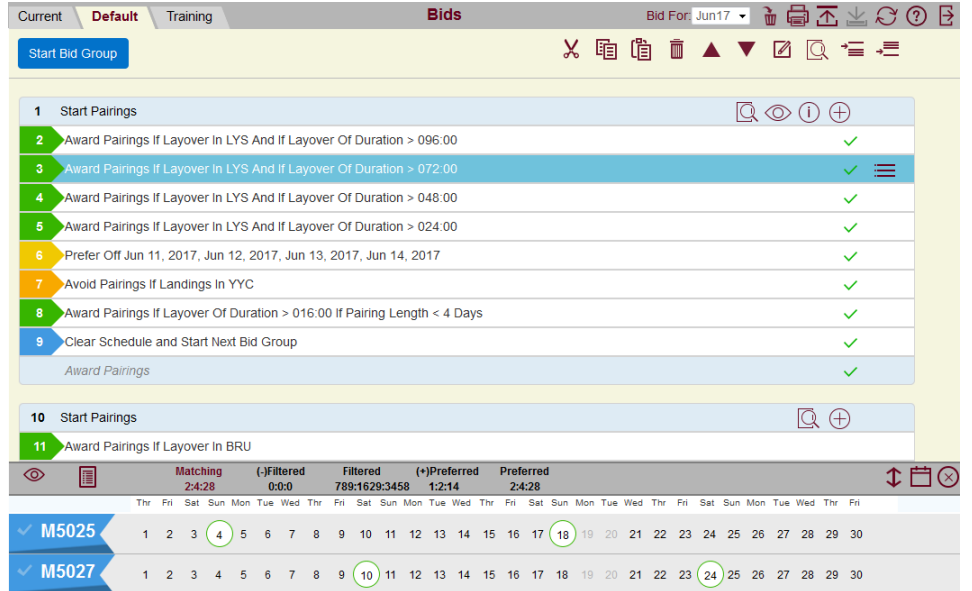 Current Default Training Bids Bid For: Jun17
Start Bid Group
1 Start Pairings
2 Award Pairings If Layover In LYS And If Layover Of Duration > 096:00
3 Award Pairings If Layover In LYS And If Layover Of Duration > 072:00
4 Award Pairings If Layover In LYS And If Layover Of Duration > 048:00
5 Award Pairings If Layover In LYS And If Layover Of Duration > 024:00
6 Prefer Off Jun 11, 2017, Jun 12, 2017, Jun 13, 2017, Jun 14, 2017
7 Avoid Pairings If Landings In YYC
8 Award Pairings If Layover Of Duration > 016:00 If Pairing Length < 4 Days
9 Clear Schedule and Start Next Bid Group
Award Pairings
10 Start Pairings
11 Award Pairings If Layover In BRU
Matching (-)Filtered Filtered (+)Preferred Preferred
2:4:28 0:0:0 789:1629:3458 1:2:14 2:4:28
Thr Fri Sat Sun Mon Tue Wed Thr Fri Sat Sun Mon Tue Wed Thr Fri Sat Sun Mon Tue Wed Thr Fri Sat Sun Mon Tue Wed Thr Fri
M5025 1 2 3 4 5 6 7 8 9 10 11 12 13 14 15 16 17 18 19 20 21 22 23 24 25 26 27 28 29 30
M5027 1 2 3 4 5 6 7 8 9 10 11 12 13 14 15 16 17 18 19 20 21 22 23 24 25 26 27 28 29 30